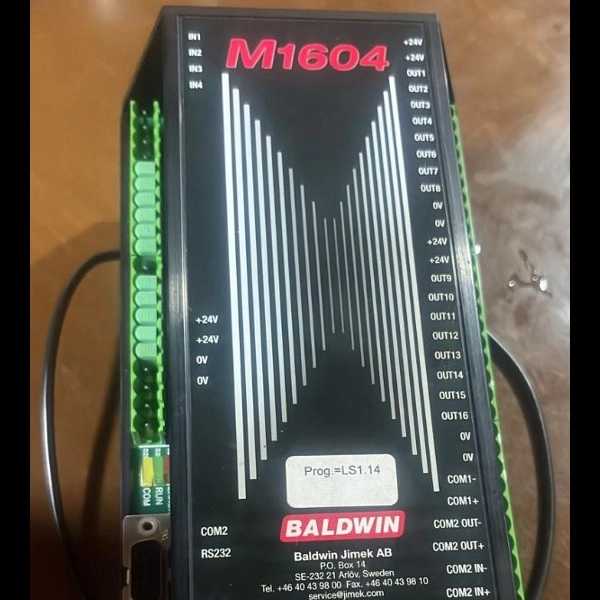 M1604
IN1
IN2
IN3
IN4
+24V
+24V
OUT1
OUT2
OUT3
OUT4
OUT5
OUT6
OUT7
OUT8
0V
0V
+24V
+24V
OUT9
OUT10
OUT11
OUT12
OUT13
OUT14
OUT15
OUT16
0V
0V
COM1-
COM1+
COM2 OUT-
COM2 OUT+
COM2 IN-
COM2 IN+
+24V
+24V
0V
0V
RUN
COM
Prog.=LS1.14
COM2
RS232
BALDWIN
Baldwin Jimek AB
P.O. Box 14
SE-232 21 Arlöv, Sweden
Tel. +46 40 43 98 00 Fax. +46 40 43 98 10
service@jimek.com